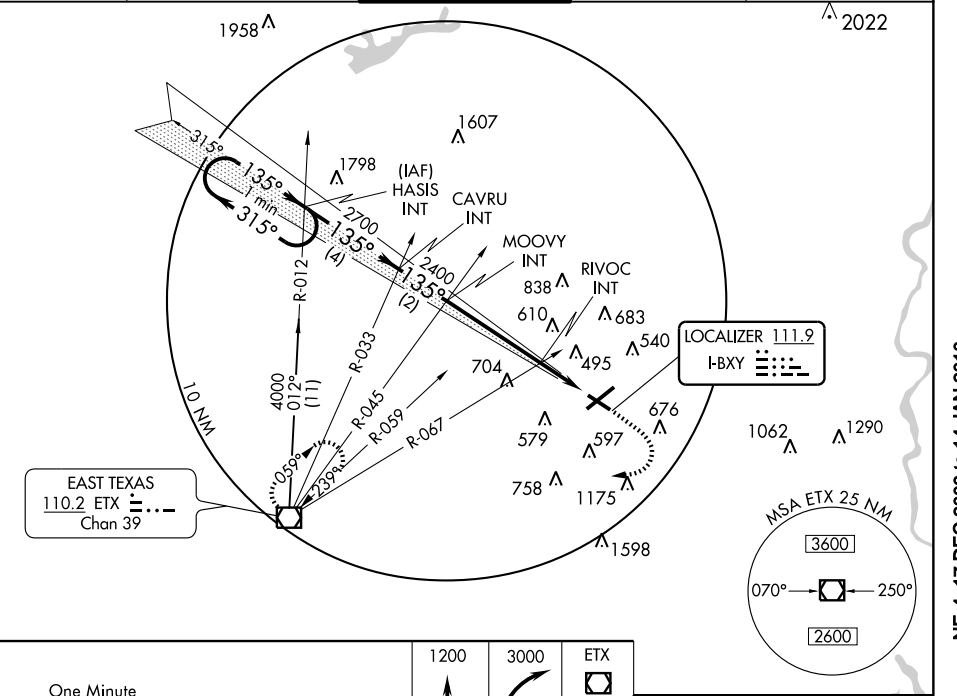 1958
2022
1607
1798
(IAF)
HASIS
INT
CAVRU
INT
MOOVY
INT
RIVOC
INT
315°
135°
1 min
315°
2700
135°
(4)
2400
135°
(2)
R-012
R-033
R-045
R-059
R-067
838
610
683
540
495
704
579
597
676
758
1175
1598
1062
1290
LOCALIZER 111.9
I-BXY
4000
012°
(11)
10 NM
059°
239°
EAST TEXAS
110.2 ETX
Chan 39
MSA ETX 25 NM
3600
070°
250°
2600
One Minute
1200
3000
ETX